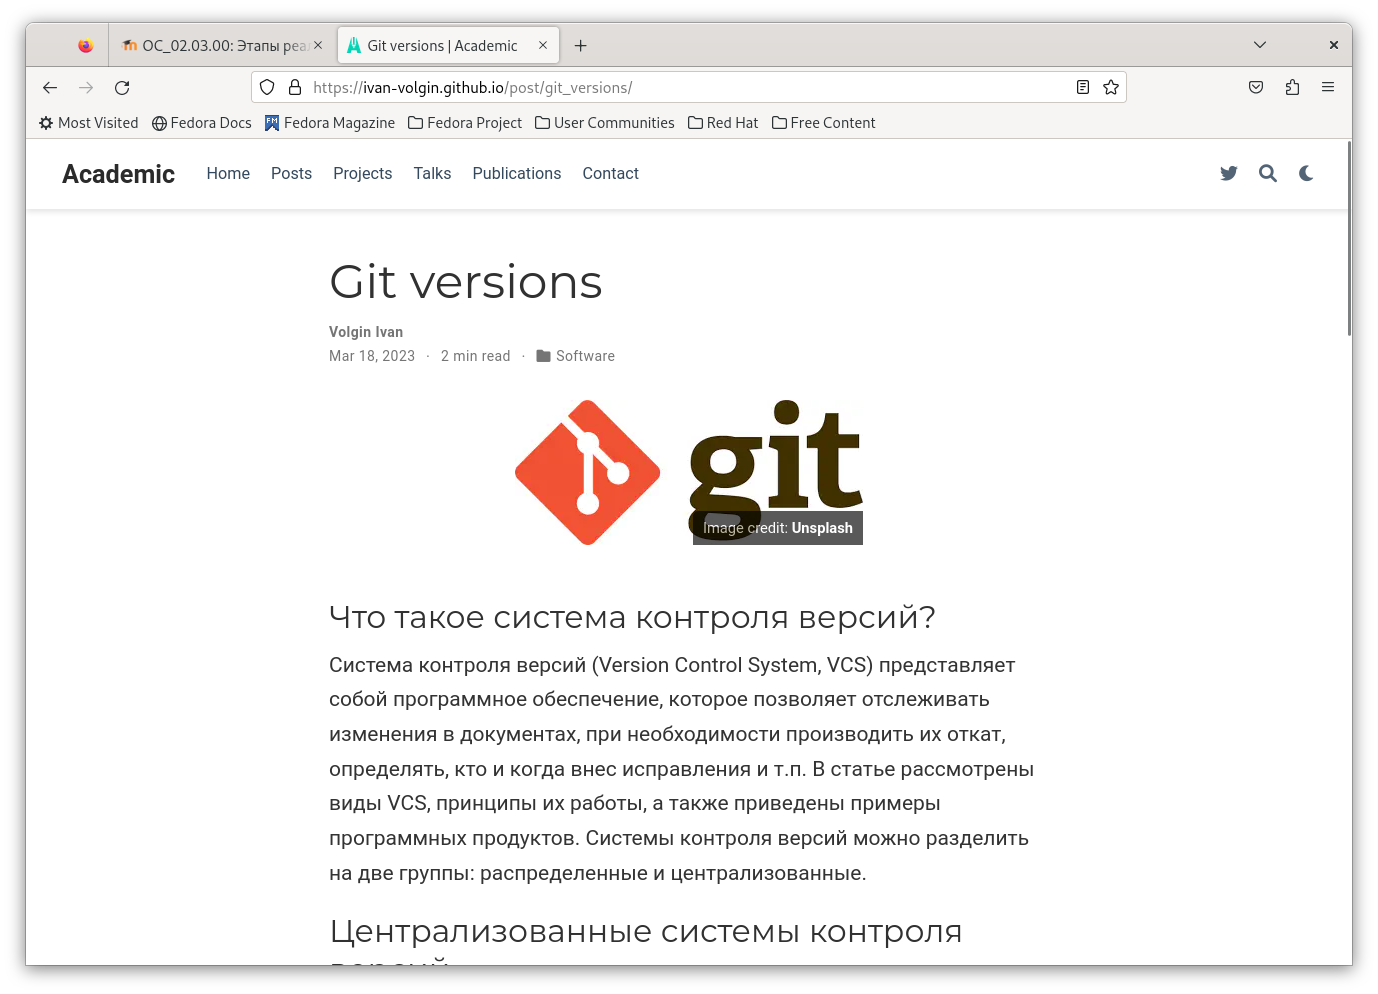 ОС_02.03.00: Этапы реа
Git versions | Academic
https://ivan-volgin.github.io/post/git_versions/
Most Visited
Fedora Docs
Fedora Magazine
Fedora Project
User Communities
Red Hat
Free Content
Academic
Home
Posts
Projects
Talks
Publications
Contact
Git versions
Volgin Ivan
Mar 18, 2023 · 2 min read · Software
git
Image credit: Unsplash
Что такое система контроля версий?
Система контроля версий (Version Control System, VCS) представляет
собой программное обеспечение, которое позволяет отслеживать
изменения в документах, при необходимости производить их откат,
определять, кто и когда внес исправления и т.п. В статье рассмотрены
виды VCS, принципы их работы, а также приведены примеры
программных продуктов. Системы контроля версий можно разделить
на две группы: распределенные и централизованные.
Централизованные системы контроля